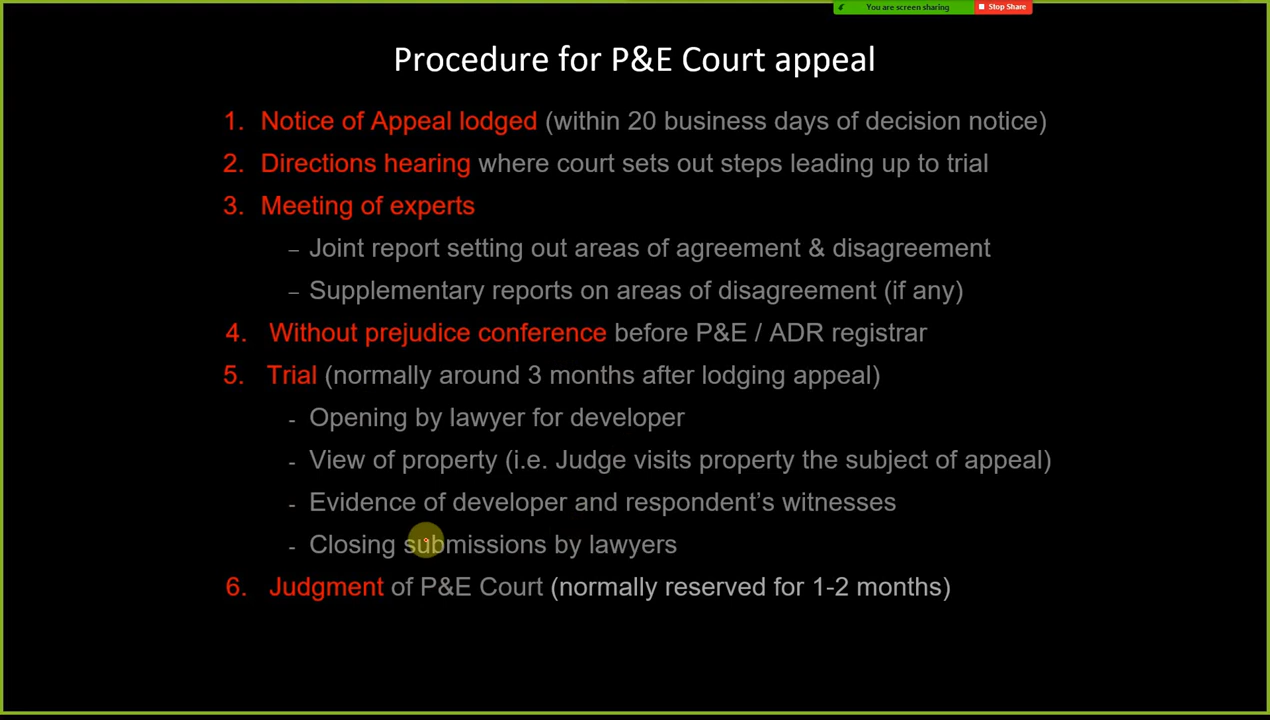 You are screen sharing
Stop Share
Procedure for P&E Court appeal
1. Notice of Appeal lodged (within 20 business days of decision notice)
2. Directions hearing where court sets out steps leading up to trial
3. Meeting of experts
– Joint report setting out areas of agreement & disagreement
– Supplementary reports on areas of disagreement (if any)
4. Without prejudice conference before P&E / ADR registrar
5. Trial (normally around 3 months after lodging appeal)
- Opening by lawyer for developer
- View of property (i.e. Judge visits property the subject of appeal)
- Evidence of developer and respondent’s witnesses
- Closing submissions by lawyers
6. Judgment of P&E Court (normally reserved for 1-2 months)